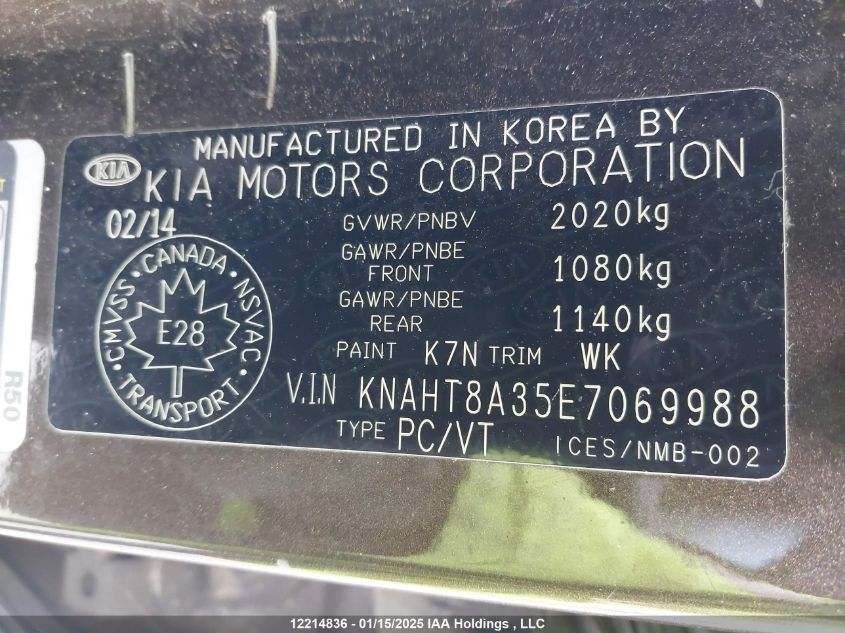 MANUFACTURED IN KOREA BY
KIA
KIA MOTORS CORPORATION
02/14
GVWR/PNBV 2020kg
GAWR/PNBE
FRONT 1080kg
GAWR/PNBE
REAR 1140kg
PAINT K7N TRIM WK
V.I.N KNAHT8A35E7069988
TYPE PC/VT ICES/NMB-002
CANADA · NSVAC · TRANSPORT · CMVSS ·
E28
R50
12214836 - 01/15/2025 IAA Holdings, LLC